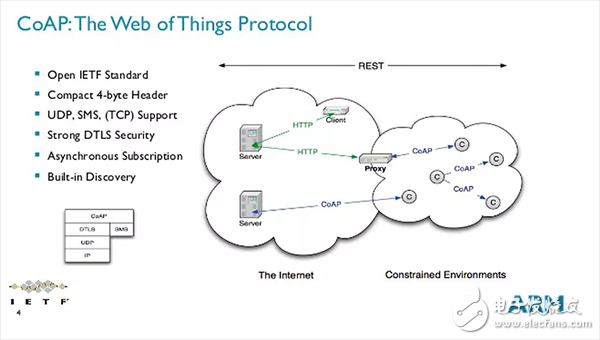 CoAP: The Web of Things Protocol
Open IETF Standard
Compact 4-byte Header
UDP, SMS, (TCP) Support
Strong DTLS Security
Asynchronous Subscription
Built-in Discovery
REST
Client
HTTP
Server
HTTP
Proxy
CoAP
C
C
CoAP
C
CoAP
C
C
CoAP
Server
The Internet
Constrained Environments
CoAP
DTLS
SMS
UDP
IP
I E T F
4
ARM
电子发烧友
www.elecfans.com